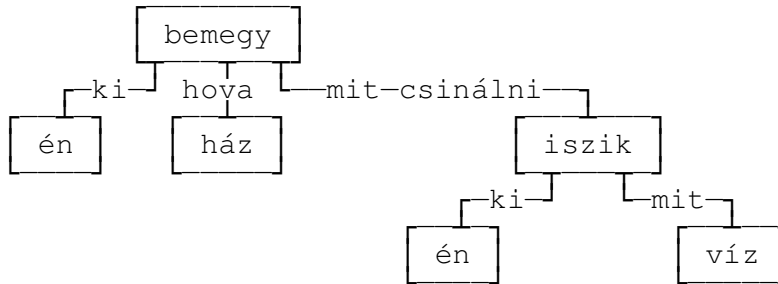 bemegy
ki hova mit-csinálni
én ház iszik
ki mit
én víz